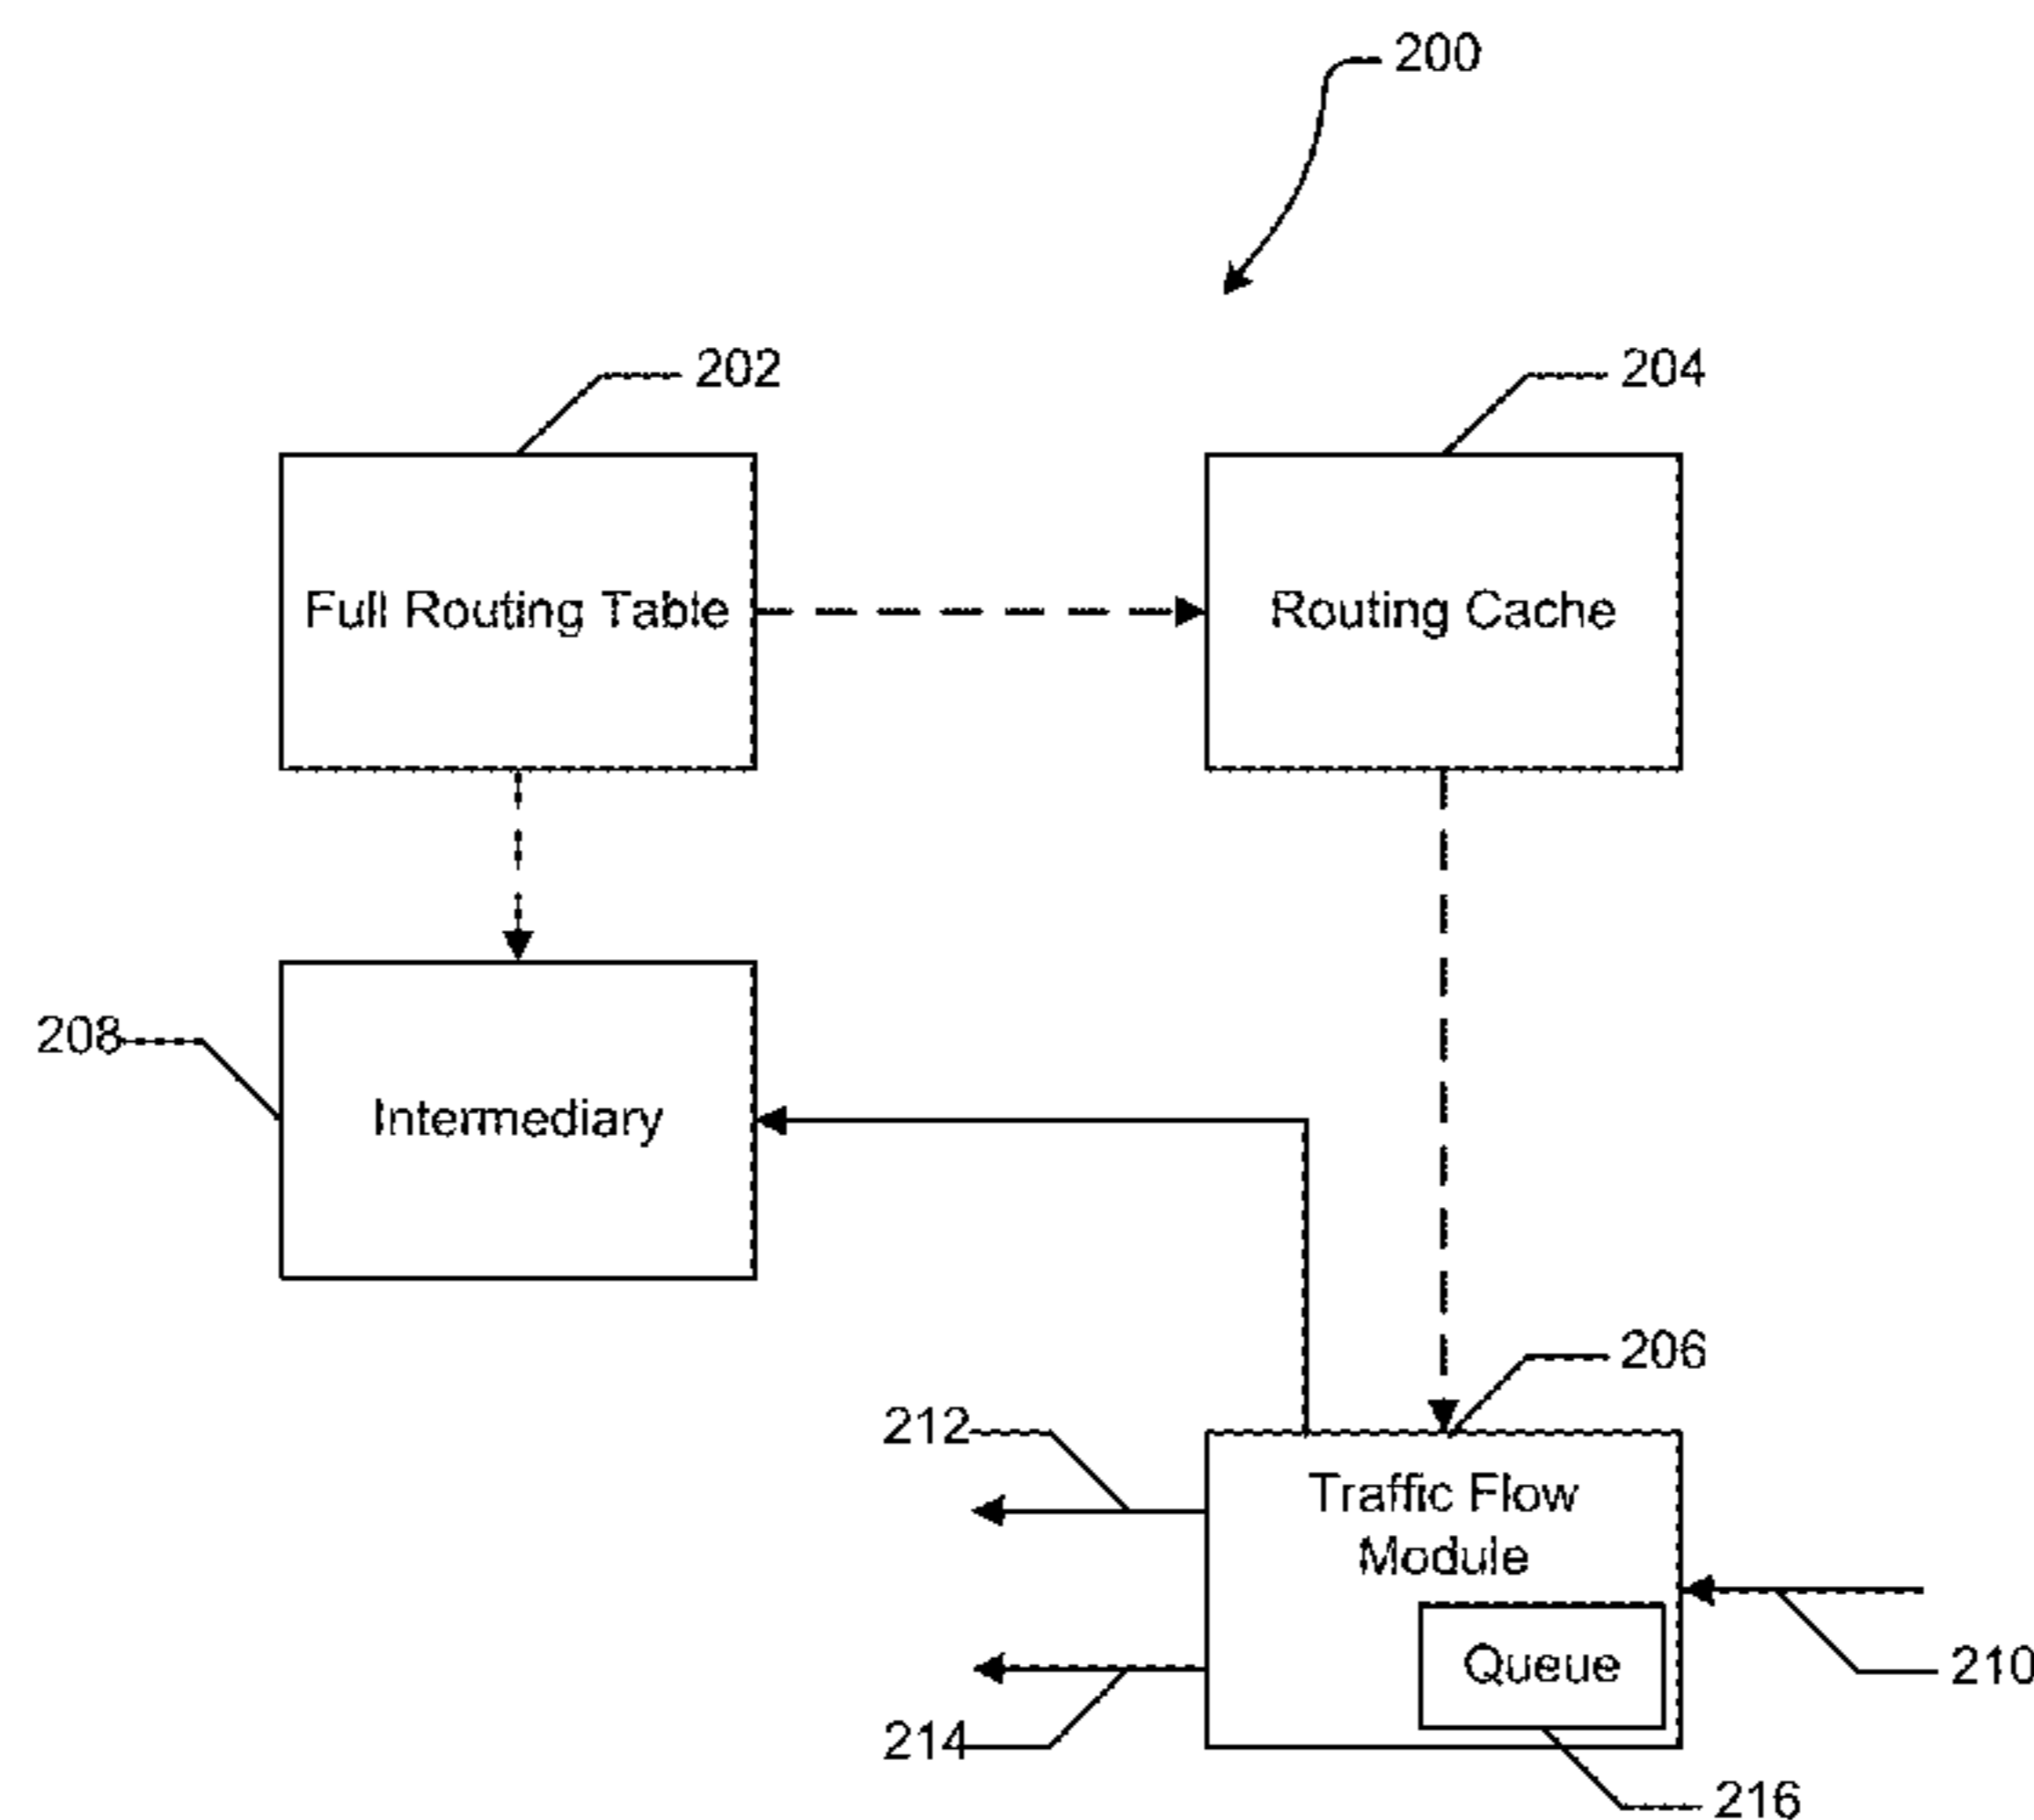 200
202
204
Full Routing Table
Routing Cache
208
Intermediary
206
212
Traffic Flow
Module
Queue
210
214
216